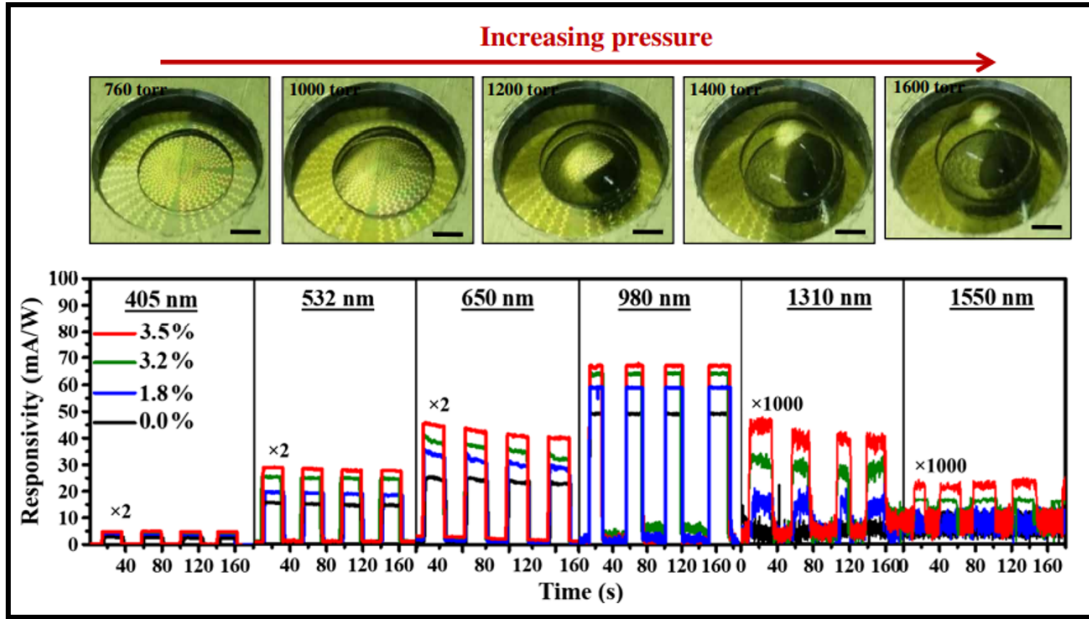 Increasing pressure
760 torr 1000 torr 1200 torr 1400 torr 1600 torr
Responsivity (mA/W)
100
90
80
70
60
50
40
30
20
10
0
405 nm 532 nm 650 nm 980 nm 1310 nm 1550 nm
3.5%
3.2%
1.8%
0.0%
×2 ×2 ×2 ×1000 ×1000
40 80 120 160 40 80 120 160 40 80 120 160 40 80 120 160 0 40 80 120 160 0 40 80 120 160
Time (s)